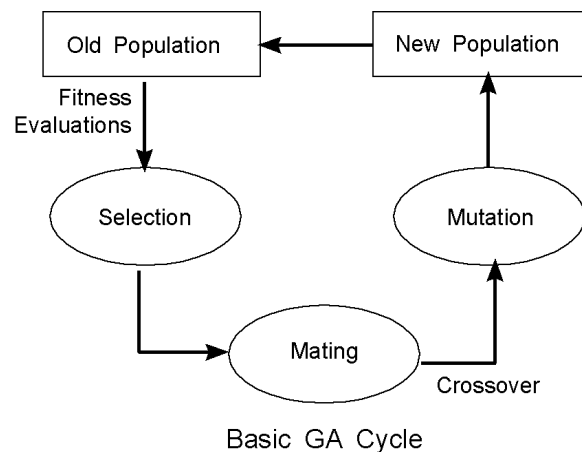 Old Population
New Population
Fitness
Evaluations
Selection
Mutation
Mating
Crossover
Basic GA Cycle